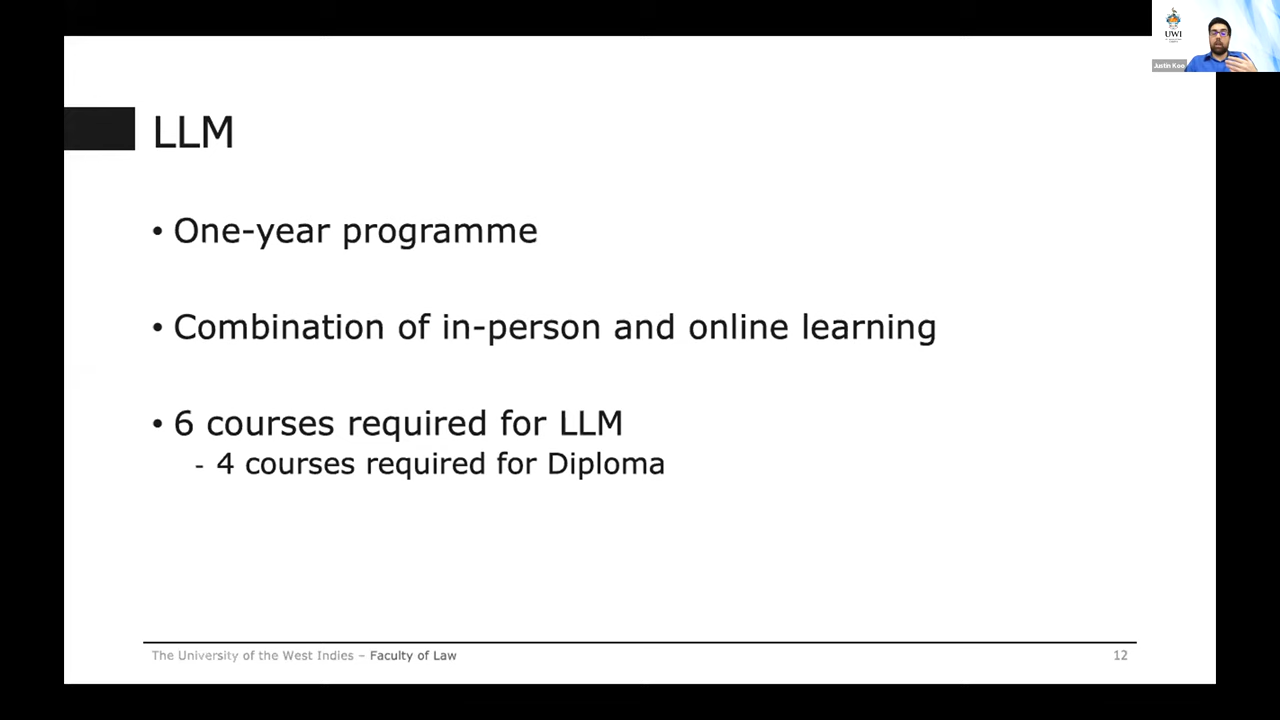 UWI
Justin Koo
LLM
• One-year programme
• Combination of in-person and online learning
• 6 courses required for LLM
- 4 courses required for Diploma
The University of the West Indies – Faculty of Law
12